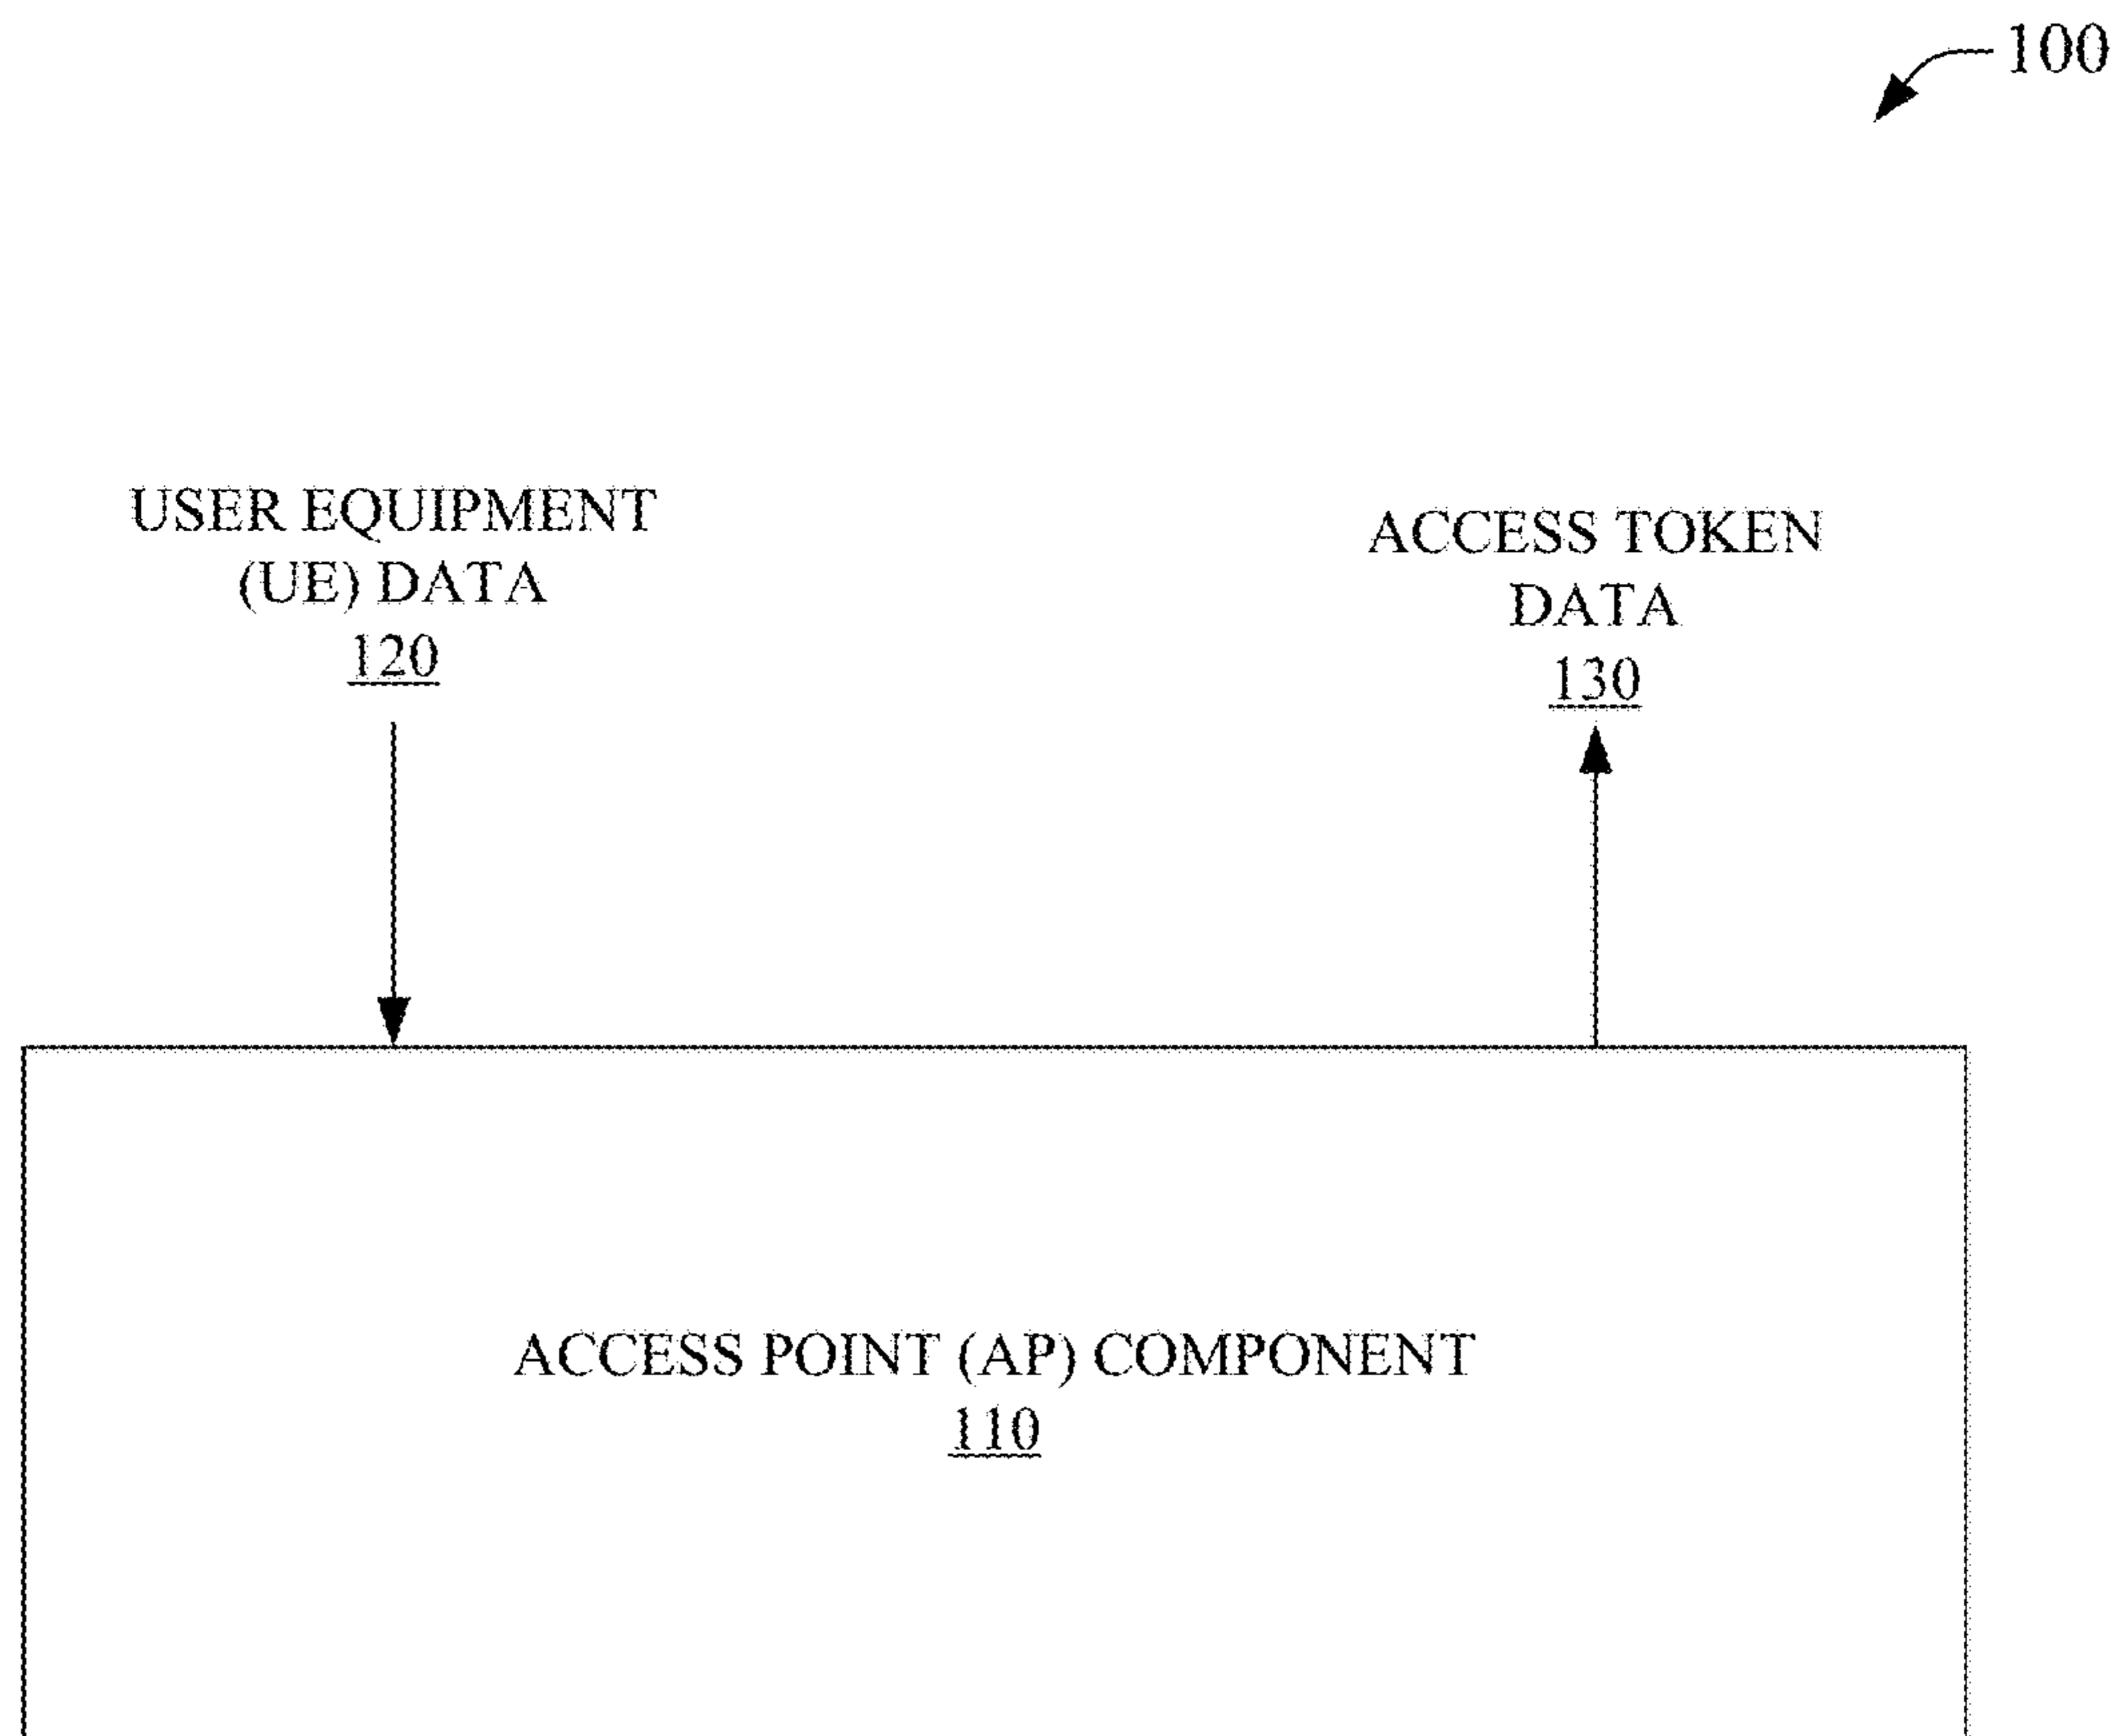 100
USER EQUIPMENT
(UE) DATA
120
ACCESS TOKEN
DATA
130
ACCESS POINT (AP) COMPONENT
110